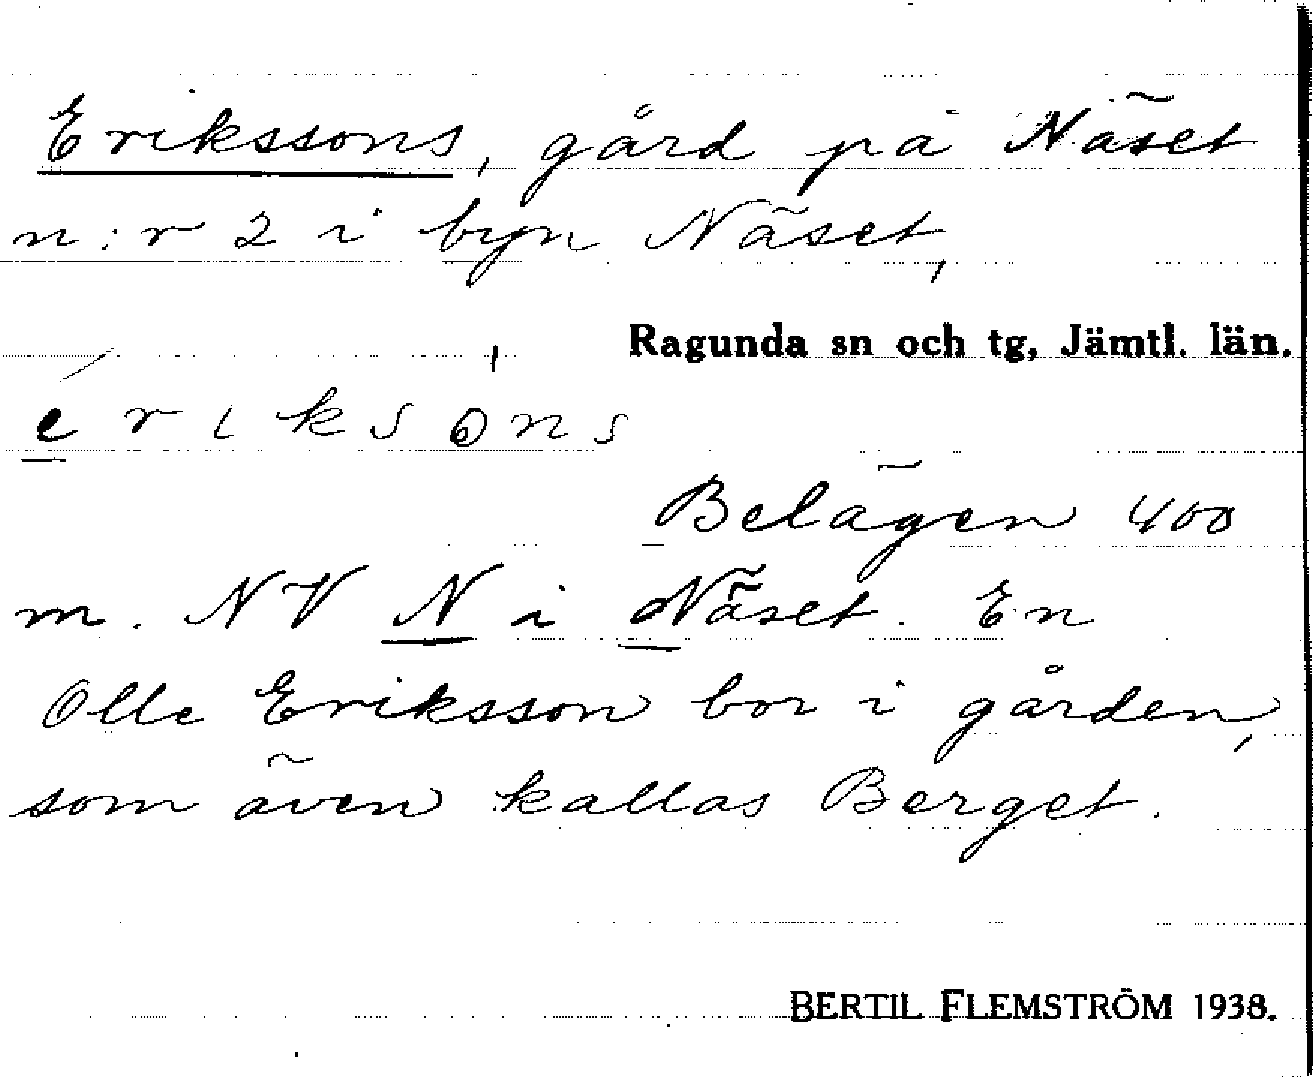 Erikssons, gård på Näset
n:r 2 i byn Näset,
Ragunda sn och tg, Jämtl. län.
eriksòns
Belägen 400
m. NV N i Näset. En
Olle Eriksson bor i gården,
som även kallas Berget.
BERTIL FLEMSTRÖM 1938.